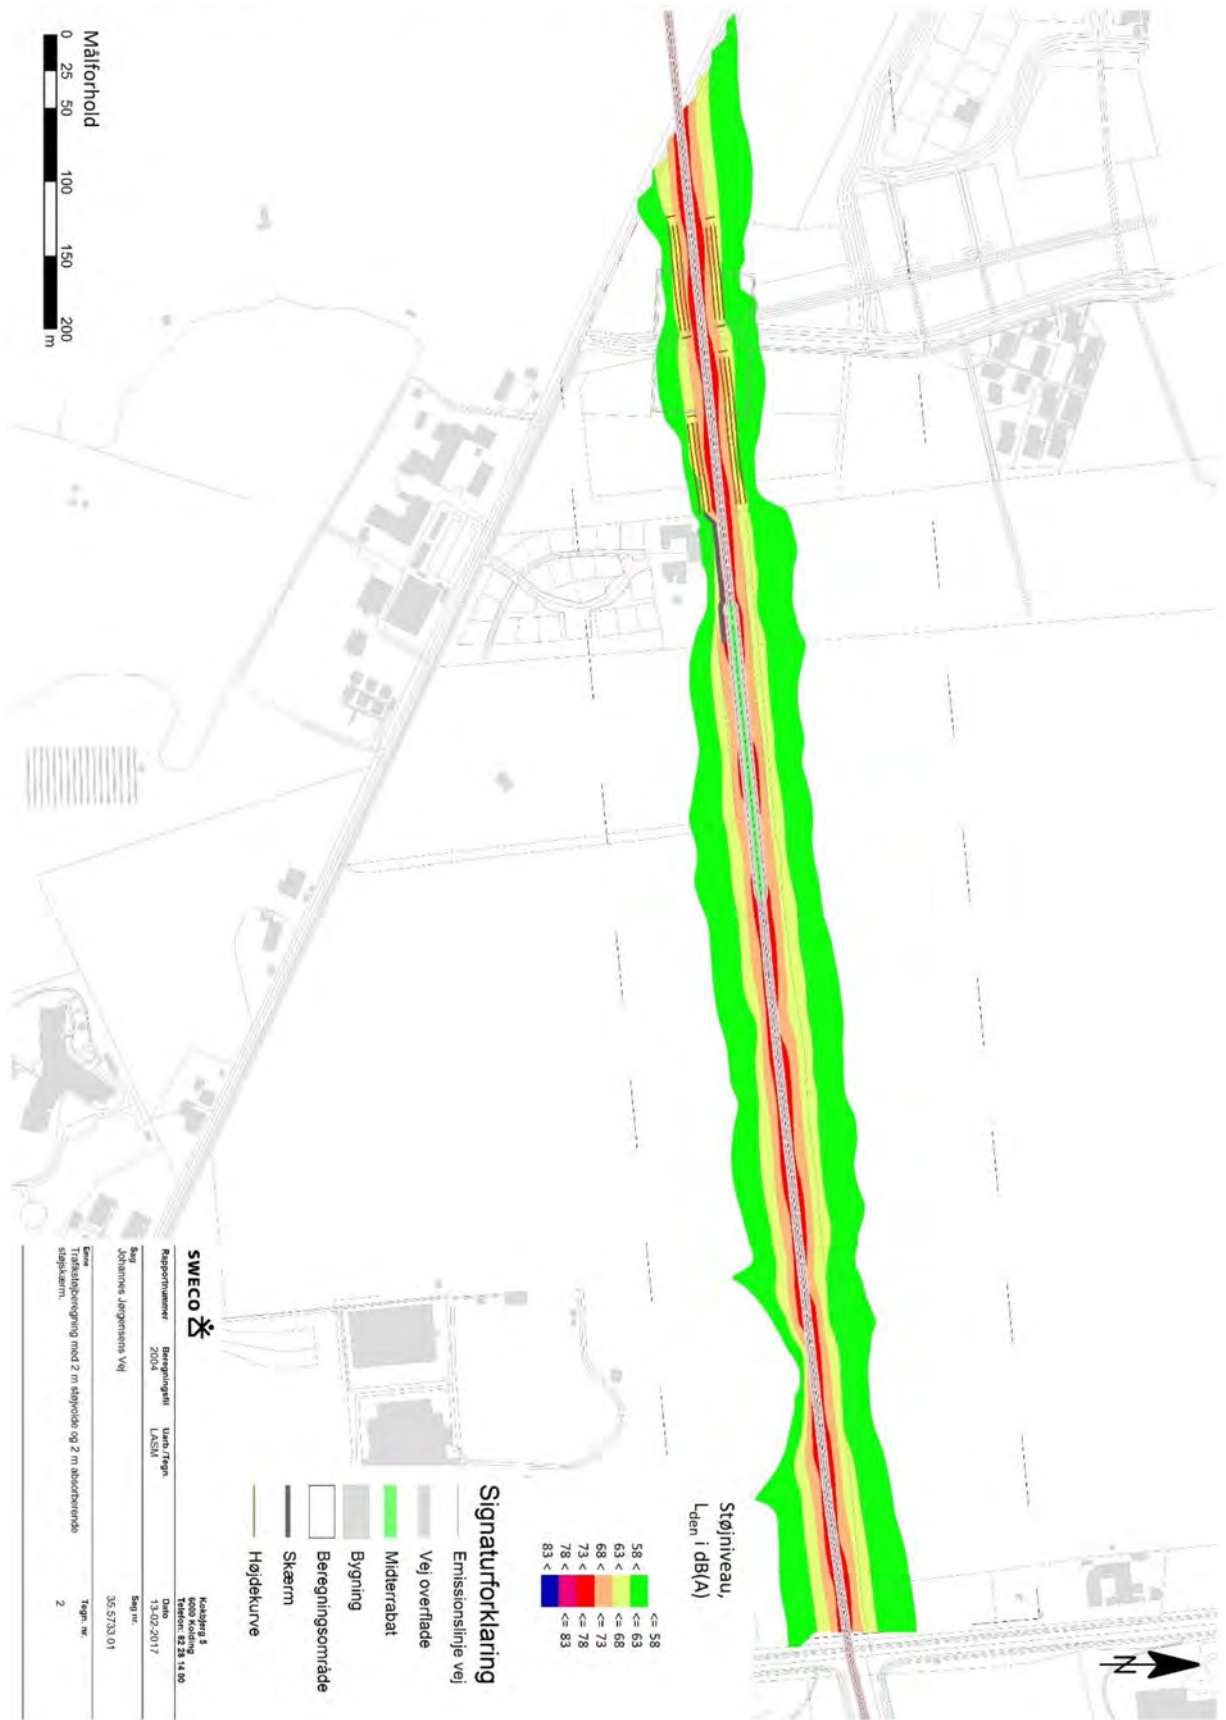 Målforhold
0 25 50 100 150 200
m
Støjniveau,
Lden i dB(A)
<= 58
58 < <= 63
63 < <= 68
68 < <= 73
73 < <= 78
78 < <= 83
83 <
Signaturforklaring
Emissionslinje vej
Vej overflade
Midterrabat
Bygning
Beregningsområde
Skærm
Højdekurve
N
SWECO
Kokbjerg 5
6000 Kolding
Telefon: 82 28 14 00
Rapportnummer Beregningsfil Uarb./Tegn Dato
2004 LASM 13-02-2017
Sag Sag nr.
Johannes Jørgensens Vej 35.5733.01
Emne Tegn. nr.
Trafikstøjberegning med 2 m støjvolde og 2 m absorberende 2
støjskærm.